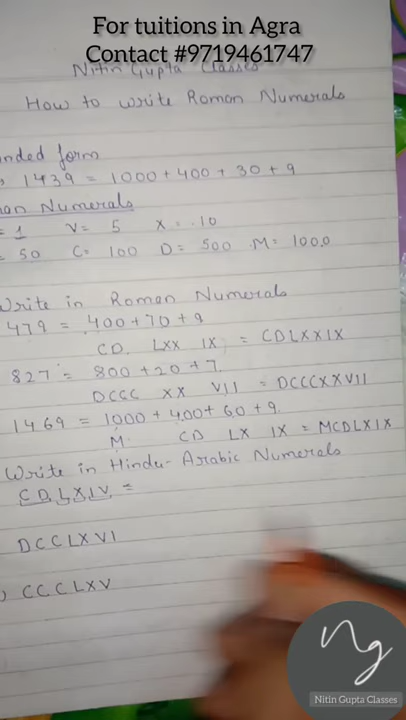 For tuitions in Agra
Contact #9719461747
Nitin Gupta Classes
How to write Roman Numerals
nded form
1439 = 1000 + 400 + 30 + 9
man Numerals
= 1 V = 5 X = 10
= 50 C = 100 D = 500 M = 1000
Write in Roman Numerals
479 = 400 + 70 + 9
CD LXX IX = CDLXXIX
827 = 800 + 20 + 7
DCCC XX VII = DCCCXXVII
1469 = 1000 + 400 + 60 + 9
M CD LX IX = MCDLXIX
Write in Hindu-Arabic Numerals
CDLXIV =
DCCLXVI
) CCCLXV
ng
Nitin Gupta Classes